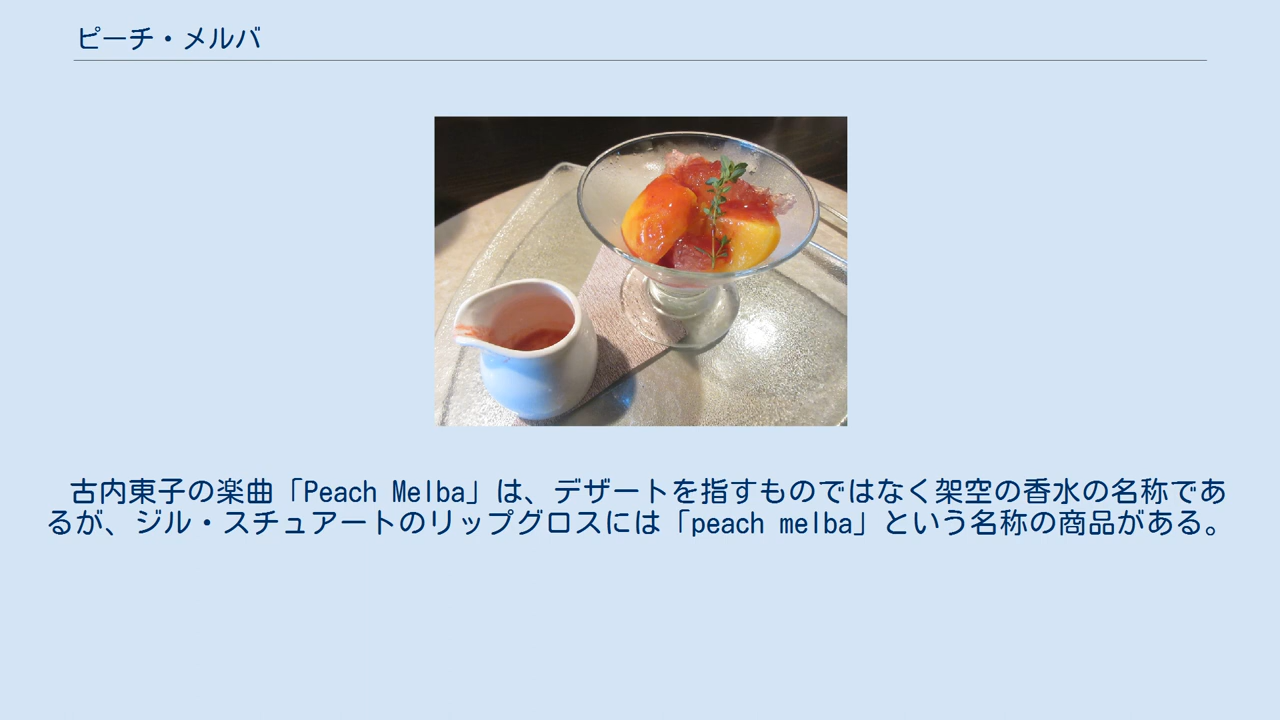 ピーチ・メルバ
古内東子の楽曲「Peach Melba」は、デザートを指すものではなく架空の香水の名称であ
るが、ジル・スチュアートのリップグロスには「peach melba」という名称の商品がある。